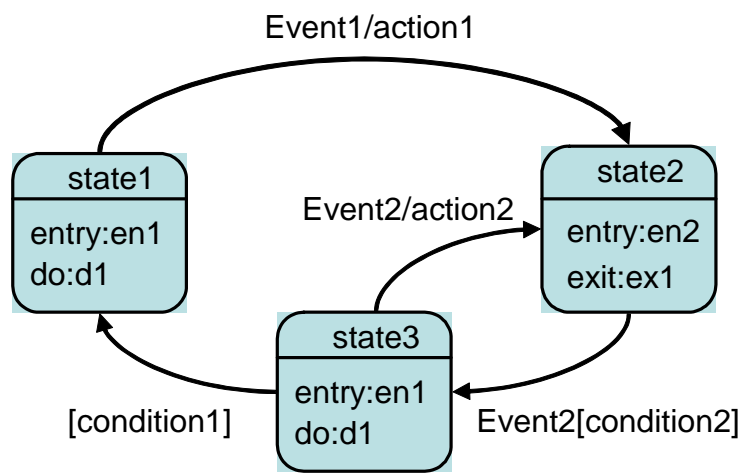 Event1/action1
state1
entry:en1
do:d1
state2
entry:en2
exit:ex1
Event2/action2
state3
entry:en1
do:d1
[condition1]
Event2[condition2]